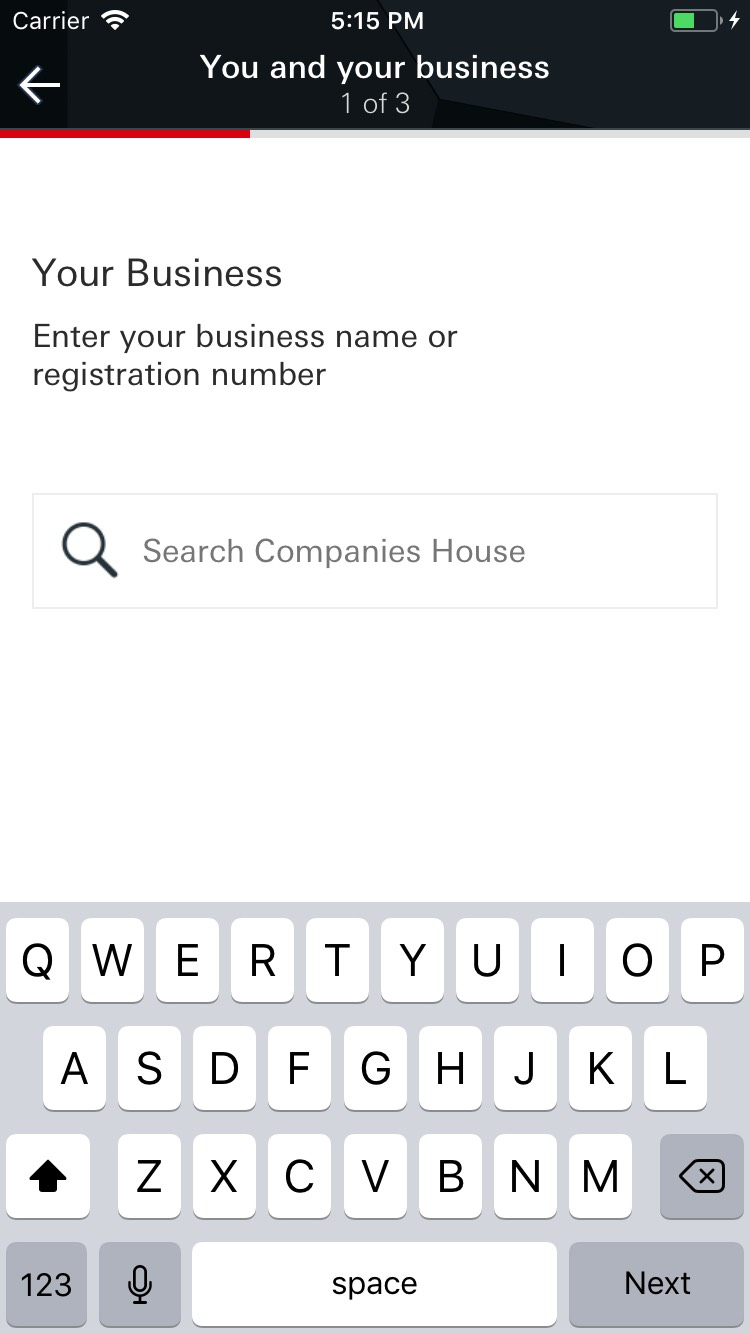 Carrier 5:15 PM
You and your business
1 of 3
Your Business
Enter your business name or
registration number
Search Companies House
Q W E R T Y U I O P
A S D F G H J K L
Z X C V B N M
123 space Next